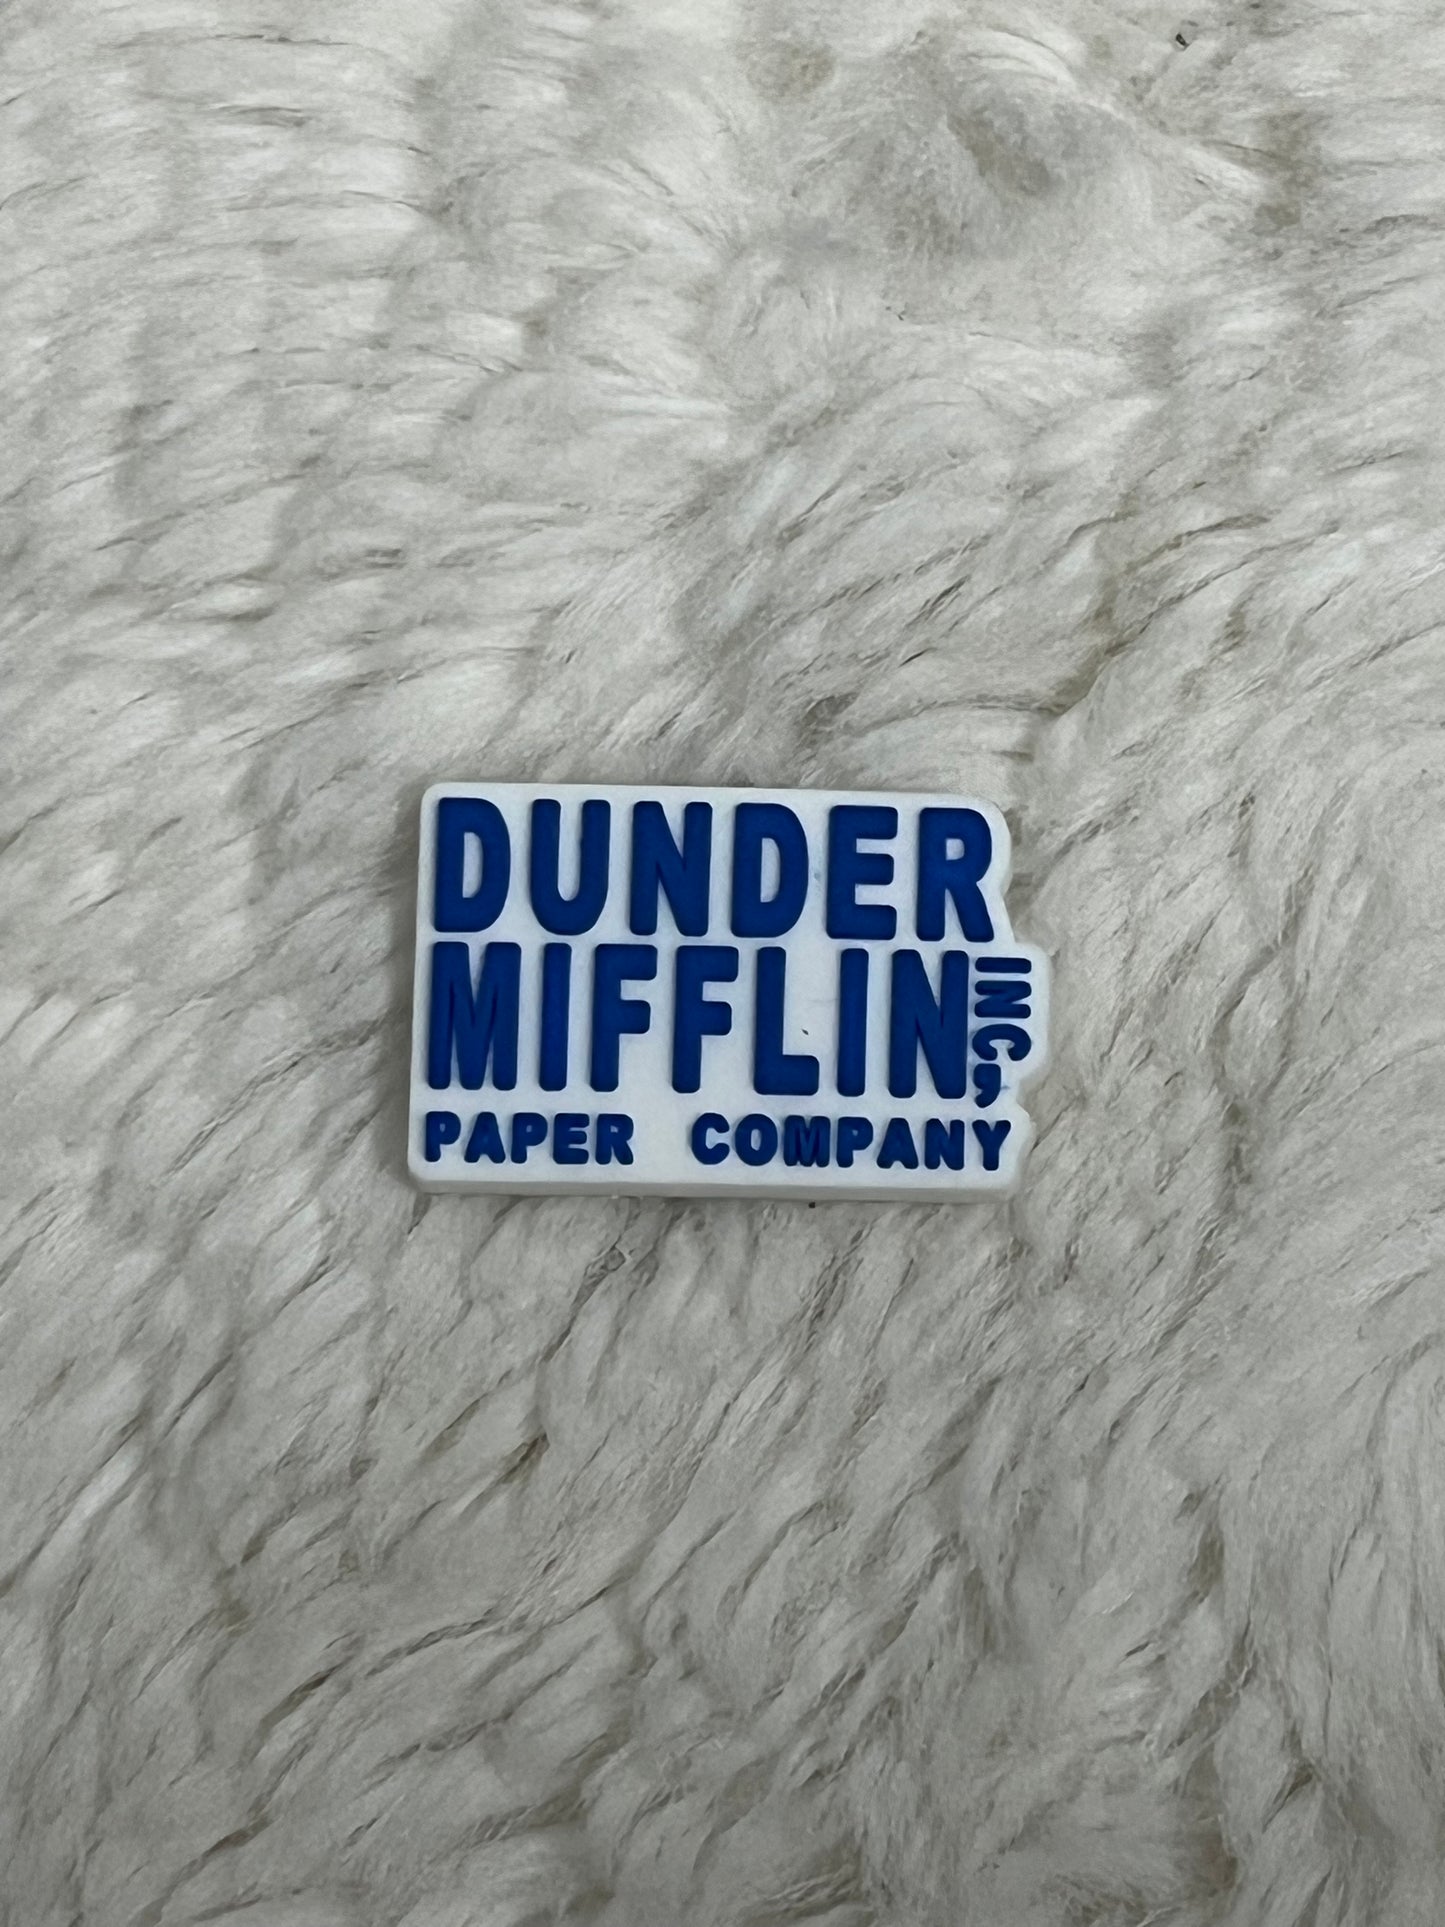 DUNDER
MIFFLIN
INC,
PAPER COMPANY